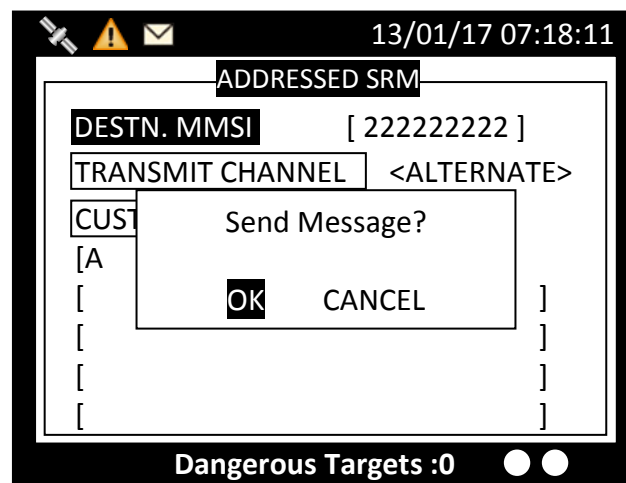 13/01/17 07:18:11
ADDRESSED SRM
DESTN. MMSI [ 222222222 ]
TRANSMIT CHANNEL <ALTERNATE>
CUST
Send Message?
[A
[ OK CANCEL ]
[ ]
[ ]
[ ]
Dangerous Targets :0